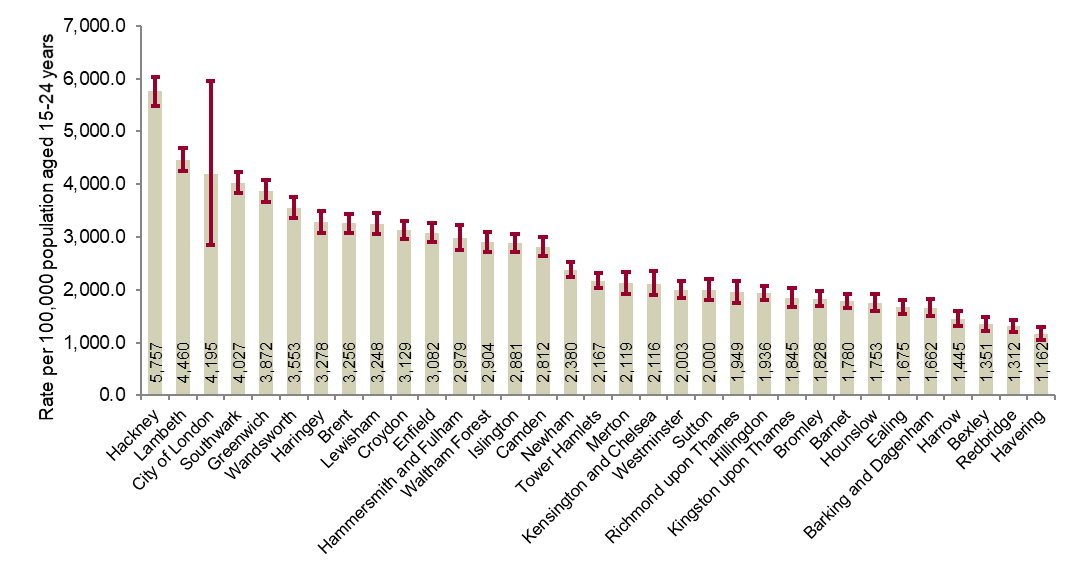 Rate per 100,000 population aged 15-24 years
7,000.0
6,000.0
5,000.0
4,000.0
3,000.0
2,000.0
1,000.0
0.0
5,757
4,460
4,195
4,027
3,872
3,553
3,278
3,256
3,248
3,129
3,082
2,979
2,904
2,881
2,812
2,380
2,167
2,119
2,116
2,003
2,000
1,949
1,936
1,845
1,828
1,780
1,753
1,675
1,662
1,445
1,351
1,312
1,162
Hackney
Lambeth
City of London
Southwark
Greenwich
Wandsworth
Haringey
Brent
Lewisham
Croydon
Enfield
Hammersmith and Fulham
Waltham Forest
Islington
Camden
Newham
Tower Hamlets
Merton
Kensington and Chelsea
Westminster
Sutton
Richmond upon Thames
Hillingdon
Kingston upon Thames
Bromley
Barnet
Hounslow
Ealing
Barking and Dagenham
Harrow
Bexley
Redbridge
Havering